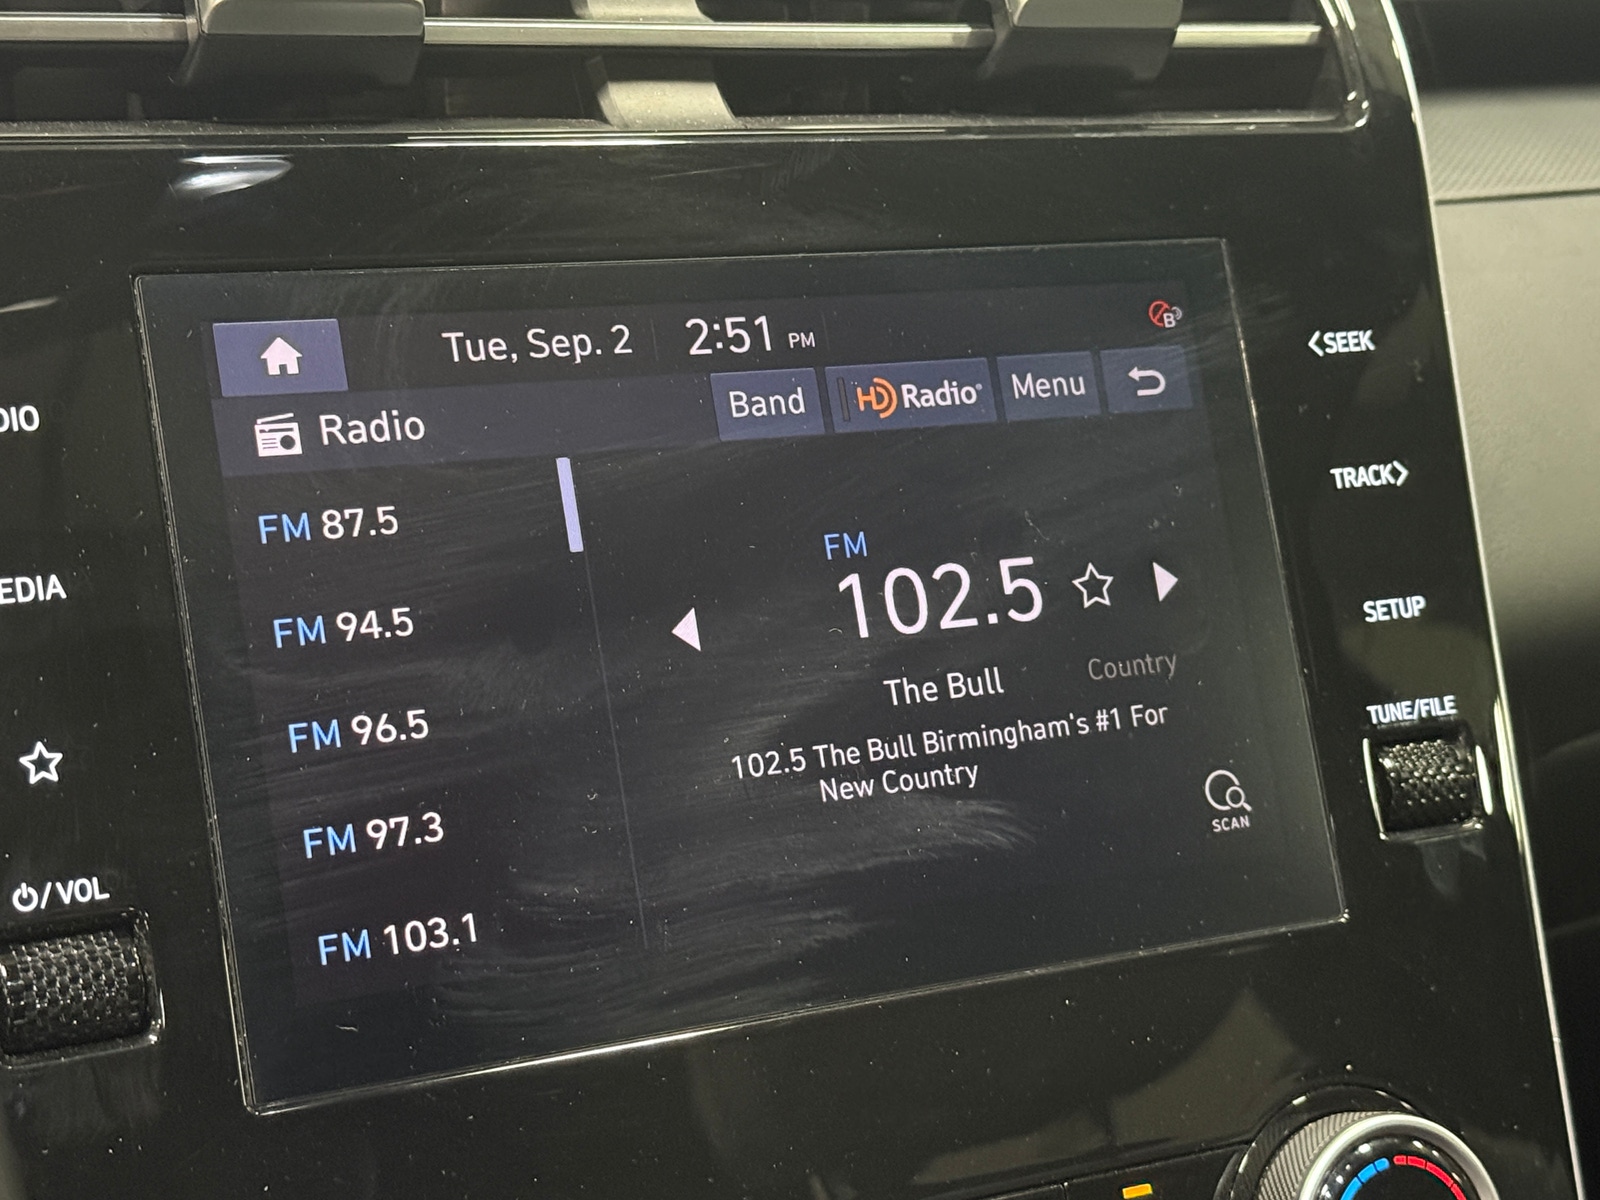 Tue, Sep. 2 2:51 PM
B
Radio
Band
HD Radio
Menu
FM 87.5
FM 94.5
FM 96.5
FM 97.3
FM 103.1
FM
102.5
The Bull
Country
102.5 The Bull Birmingham's #1 For
New Country
SCAN
DIO
EDIA
/VOL
<SEEK
TRACK>
SETUP
TUNE/FILE